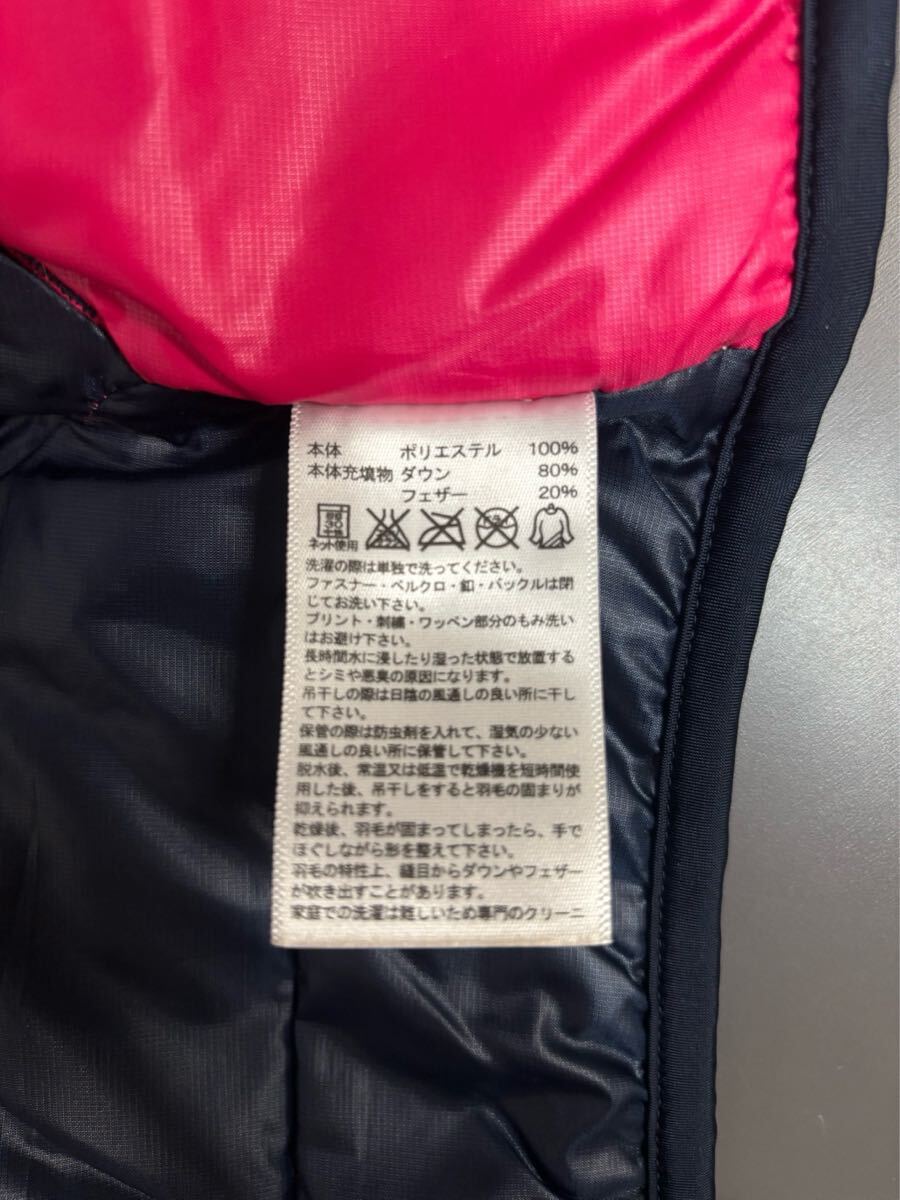 本体 ポリエステル 100%
本体充填物 ダウン 80%
フェザー 20%
ネット使用
洗濯の際は単独で洗ってください。
ファスナー・ベルクロ・釦・バックルは閉
じてお洗い下さい。
プリント・刺繍・ワッペン部分のもみ洗い
はお避け下さい。
長時間水に浸したり湿った状態で放置する
とシミや悪臭の原因になります。
吊干しの際は日陰の風通しの良い所に干し
て下さい。
保管の際は防虫剤を入れて、湿気の少ない
風通しの良い所に保管して下さい。
脱水後、常温又は低温で乾燥機を短時間使
用した後、吊干しをすると羽毛の固まりが
抑えられます。
乾燥後、羽毛が固まってしまったら、手で
ほぐしながら形を整えて下さい。
羽毛の特性上、縫目からダウンやフェザー
が吹き出すことがあります。
家庭での洗濯は難しいため専門のクリーニ